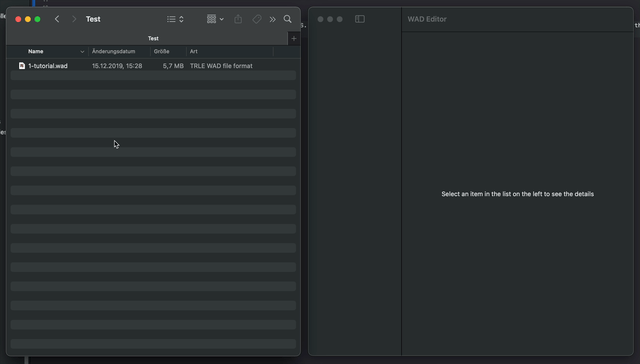 Test
Test
Name Änderungsdatum Größe Art
1-tutorial.wad 15.12.2019, 15:28 5,7 MB TRLE WAD file format
WAD Editor
Select an item in the list on the left to see the details